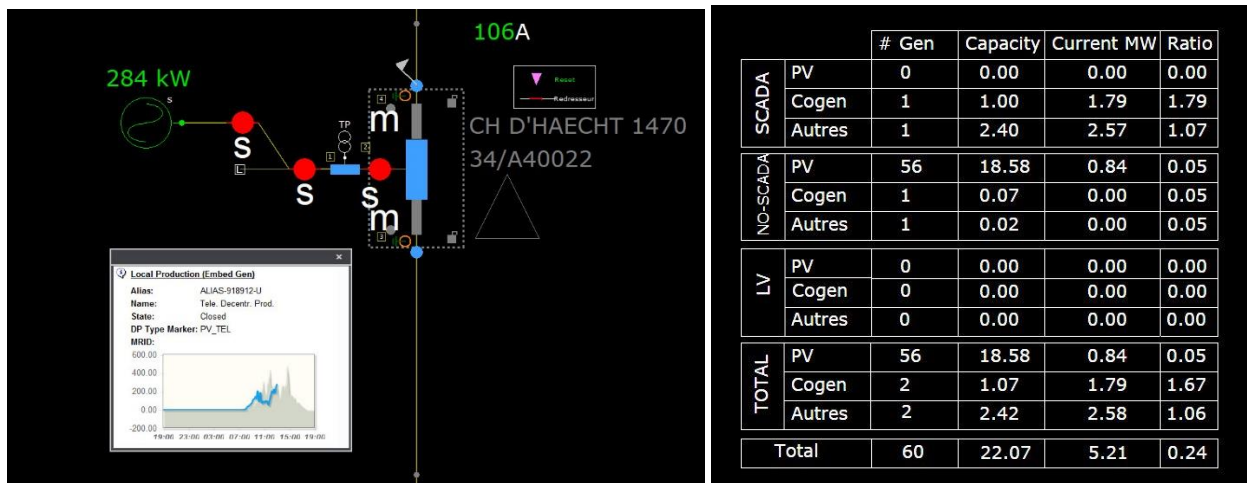 106A
284 kW
S
Reset
Redresseur
TP
4
m
CH D'HAECHT 1470
34/A40022
S
1
2
L
S
S
m
3
×
Local Production (Embed Gen)
Alias: ALIAS-918912-U
Name: Tele. Decentr. Prod.
State: Closed
DP Type Marker: PV_TEL
MRID:
600.00
400.00
200.00
0.00
-200.00
19:00 23:00 03:00 07:00 11:00 15:00 19:00
# Gen Capacity Current MW Ratio
SCADA
PV 0 0.00 0.00 0.00
Cogen 1 1.00 1.79 1.79
Autres 1 2.40 2.57 1.07
NO-SCADA
PV 56 18.58 0.84 0.05
Cogen 1 0.07 0.00 0.05
Autres 1 0.02 0.00 0.05
LV
PV 0 0.00 0.00 0.00
Cogen 0 0.00 0.00 0.00
Autres 0 0.00 0.00 0.00
TOTAL
PV 56 18.58 0.84 0.05
Cogen 2 1.07 1.79 1.67
Autres 2 2.42 2.58 1.06
Total 60 22.07 5.21 0.24